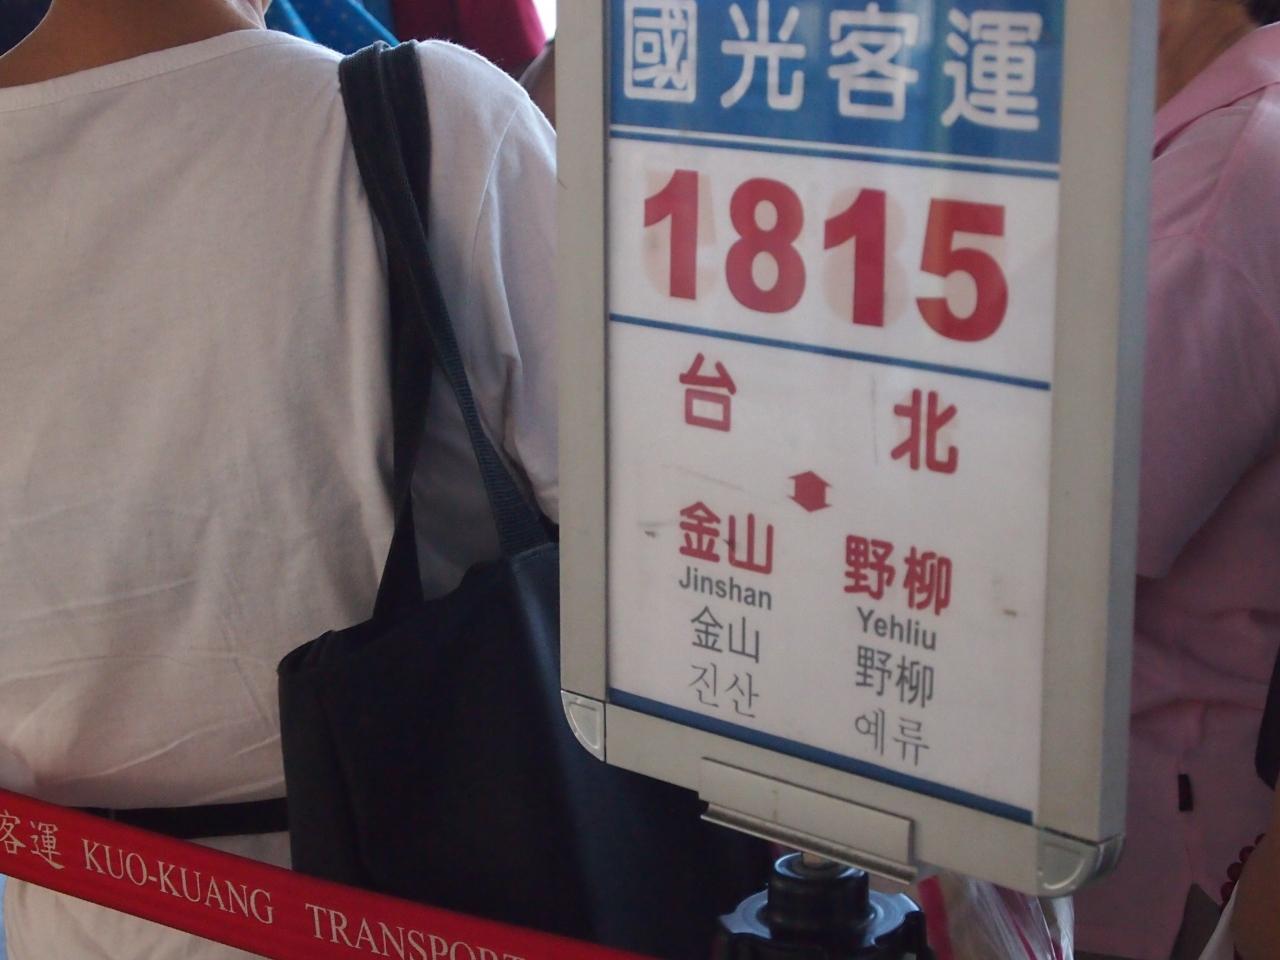 國光客運
1815
台北
金山 野柳
Jinshan Yehliu
金山 野柳
진산 예류
客運 KUO-KUANG TRANSPORT